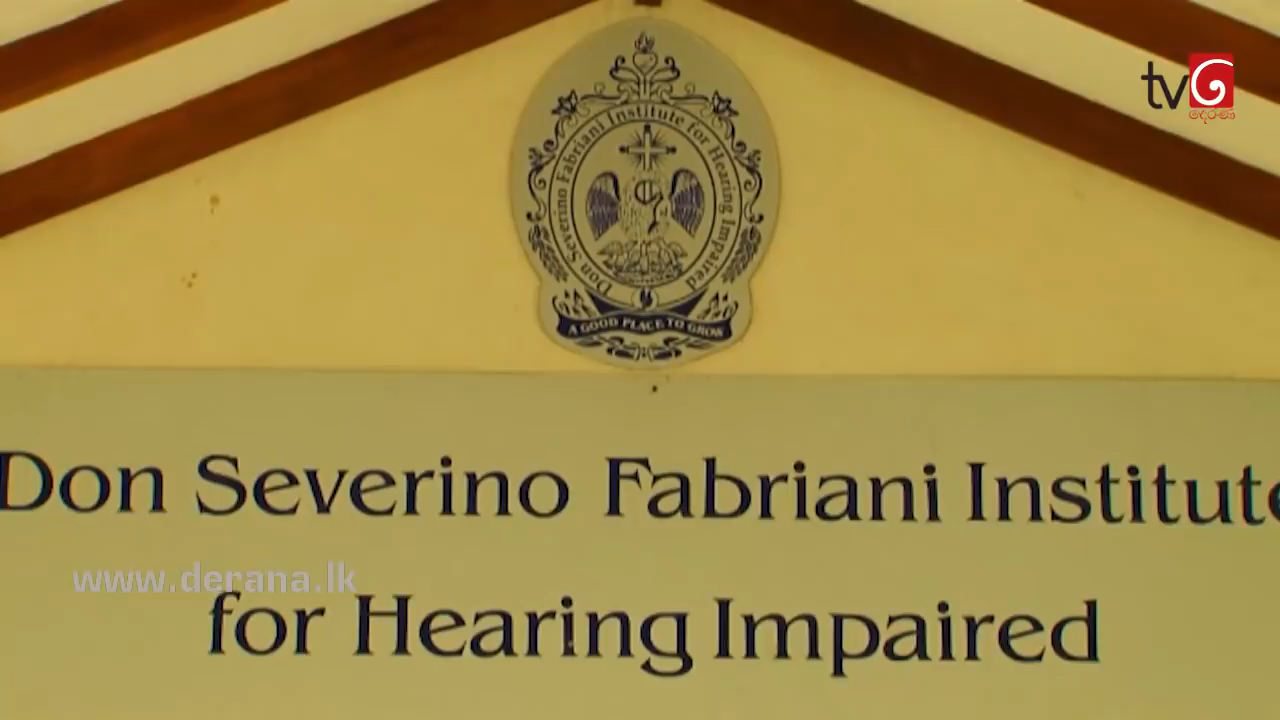 tv
දෙරණ
Don Severino Fabriani Institute for Hearing Impaired
A GOOD PLACE TO GROW
Don Severino Fabriani Institute
www.derana.lk
for Hearing Impaired